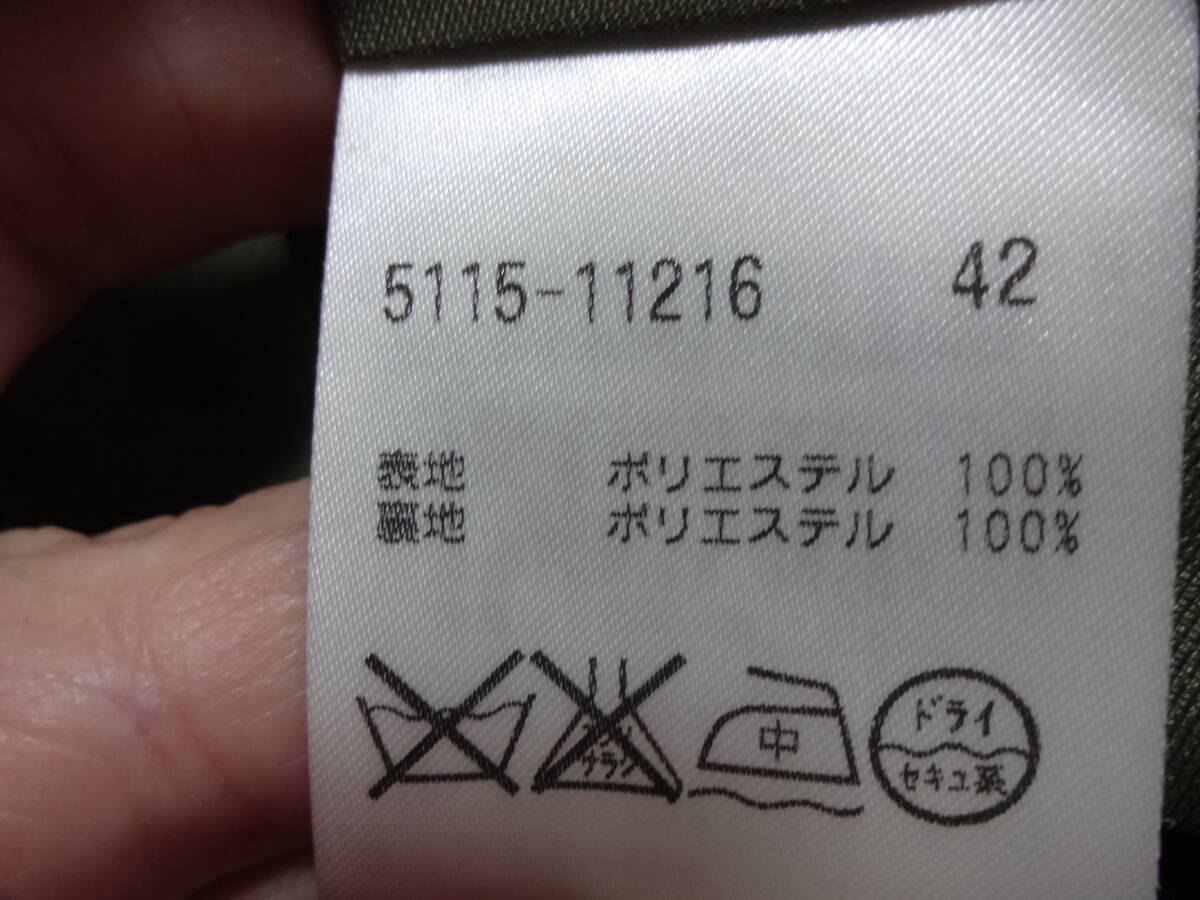 5115-11216 42
表地 ポリエステル 100%
裏地 ポリエステル 100%
中
ドライ
セキユ系